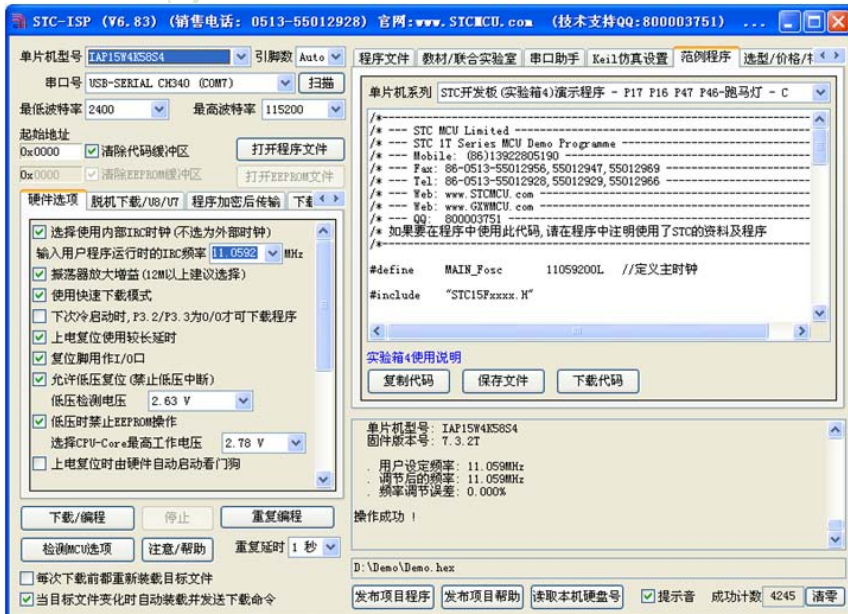 STC-ISP (V6.83) (销售电话: 0513-55012928) 官网:www.STCMCU.com (技术支持QQ:800003751) ...
单片机型号 IAP15W4K58S4 引脚数 Auto
串口号 USB-SERIAL CH340 (COM7) 扫描
最低波特率 2400 最高波特率 115200
起始地址
0x0000 清除代码缓冲区 打开程序文件
0x0000 清除EEPROM缓冲区 打开EEPROM文件
硬件选项 脱机下载/U8/U7 程序加密后传输
选择使用内部IRC时钟(不选为外部时钟)
输入用户程序运行时的IRC频率 11.0592 MHz
振荡器放大增益(12M以上建议选择)
使用快速下载模式
下次冷启动时,P3.2/P3.3为0/0才可下载程序
上电复位使用较长延时
复位脚用作I/O口
允许低压复位(禁止低压中断)
低压检测电压 2.63 V
低压时禁止EEPROM操作
选择CPU-Core最高工作电压 2.78 V
上电复位时由硬件自动启动看门狗
下载/编程 停止 重复编程
检测MCU选项 注意/帮助 重复延时 1 秒
每次下载前都重新装载目标文件
当目标文件变化时自动装载并发送下载命令
程序文件 教材/联合实验室 串口助手 Keil仿真设置 范例程序 选型/价格/
单片机系列 STC开发板(实验箱4)演示程序 - P17 P16 P47 P46-跑马灯 - C
/*---------------------------------------------------------------------
/* --- STC MCU Limited ------------------------------------------------
/* --- STC 1T Series MCU Demo Programme -------------------------------
/* --- Mobile: (86)13922805190 ----------------------------------------
/* --- Fax: 86-0513-55012956,55012947,55012969 ------------------------
/* --- Tel: 86-0513-55012928,55012929,55012966 ------------------------
/* --- Web: www.STCMCU.com --------------------------------------------
/* --- Web: www.GXWMCU.com --------------------------------------------
/* --- QQ: 800003751 --------------------------------------------------
/* 如果要在程序中使用此代码,请在程序中注明使用了STC的资料及程序
/*---------------------------------------------------------------------
#define MAIN_Fosc 11059200L //定义主时钟
#include "STC15Fxxxx.H"
实验箱4使用说明
复制代码 保存文件 下载代码
单片机型号: IAP15W4K58S4
固件版本号: 7.3.2T
. 用户设定频率: 11.059MHz
. 调节后的频率: 11.059MHz
. 频率调节误差: 0.000%
操作成功 !
D:\Demo\Demo.hex
发布项目程序 发布项目帮助 读取本机硬盘号 提示音 成功计数 4245 清零